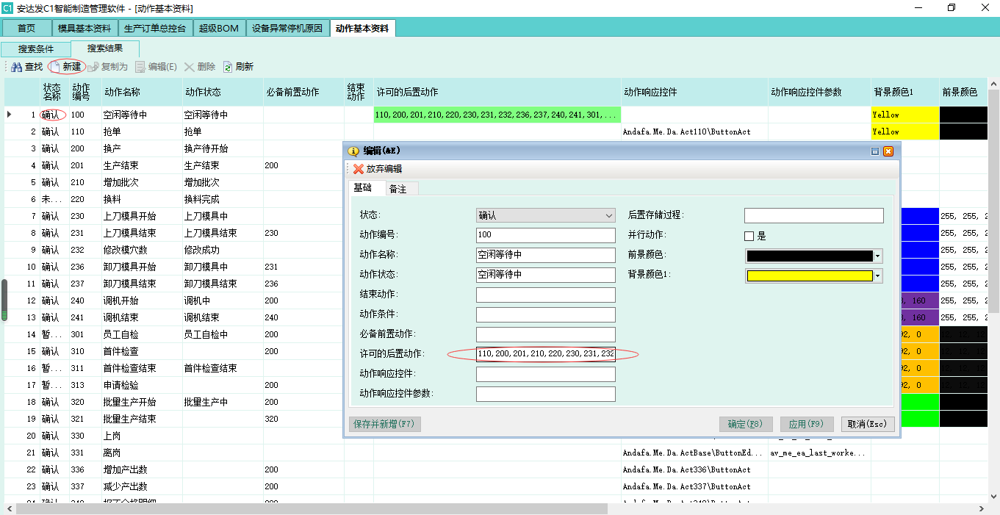 C1 安达发C1智能制造管理软件 - [动作基本资料]
首页 模具基本资料 生产订单总控台 超级BOM 设备异常停机原因 动作基本资料
搜索条件 搜索结果
查找 新建 复制为 编辑(E) 删除 刷新
状态名称 动作编号 动作名称 动作状态 必备前置动作 结束动作 许可的后置动作 动作响应控件 动作响应控件参数 背景颜色1 前景颜色
1 确认 100 空闲等待中 空闲等待中 110,200,201,210,220,230,231,232,236,237,240,241,301,... Yellow
2 确认 110 抢单 抢单 Andafa.Me.Da.Act110\ButtonAct Yellow
3 确认 200 换产 换产待开始
4 确认 201 生产结束 生产结束 200
5 确认 210 增加批次 增加批次
6 未... 220 换料 换料完成
7 确认 230 上刀模具开始 上刀模具中 255, 255, 2
8 确认 231 上刀模具结束 上刀模具结束 230 255, 255, 2
9 确认 232 修改模穴数 修改成功 255, 255, 2
10 确认 236 卸刀模具开始 卸刀模具中 231 255, 255, 2
11 确认 237 卸刀模具结束 卸刀模具结束 236 255, 255, 2
12 确认 240 调机开始 调机中 200 , 160 255, 255, 2
13 确认 241 调机结束 调机结束 240 , 160 255, 255, 2
14 暂... 301 员工自检 员工自检中 200 92, 0 12, 12, 12
15 确认 310 首件检查 200 92, 0 12, 12, 12
16 暂... 311 首件检查结束 首件检查结束 92, 0 12, 12, 12
17 暂... 313 申请检验 200 92, 0 12, 12, 12
18 确认 320 批量生产开始 批量生产中 200
19 确认 321 批量生产结束 320
20 确认 330 上岗
21 确认 331 离岗 Andafa.Me.Da.ActBase\ButtonEd... av_me_ea_last_worke...
22 确认 336 增加产出数 200 Andafa.Me.Da.Act336\ButtonAct
23 确认 337 减少产出数 200 Andafa.Me.Da.Act337\ButtonAct
编辑(&E)
放弃编辑
基础 备注
状态: 确认 后置存储过程:
动作编号: 100 并行动作: 是
动作名称: 空闲等待中 前景颜色:
动作状态: 空闲等待中 背景颜色1:
结束动作:
动作条件:
必备前置动作:
许可的后置动作: 110,200,201,210,220,230,231,232
动作响应控件:
动作响应控件参数:
保存并新增(F7) 确定(F8) 应用(F9) 取消(Esc)